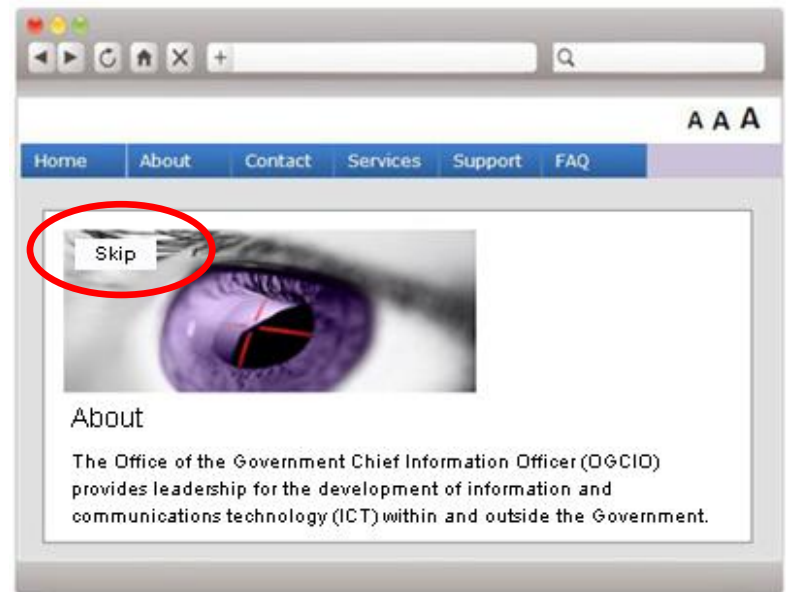 A A A
Home About Contact Services Support FAQ
Skip
About
The Office of the Government Chief Information Officer (OGCIO)
provides leadership for the development of information and
communications technology (ICT) within and outside the Government.